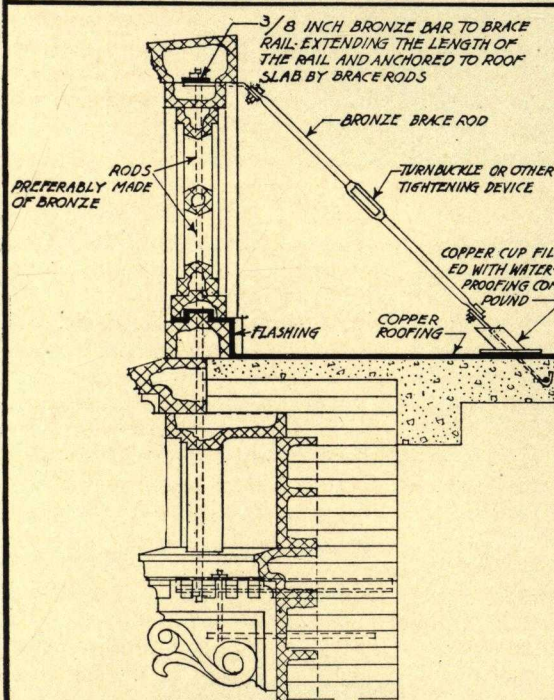 3/8 INCH BRONZE BAR TO BRACE
RAIL. EXTENDING THE LENGTH OF
THE RAIL AND ANCHORED TO ROOF
SLAB BY BRACE RODS
BRONZE BRACE ROD
RODS
PREFERABLY MADE
OF BRONZE
TURNBUCKLE OR OTHER
TIGHTENING DEVICE
COPPER CUP FIL
ED WITH WATER-
PROOFING COM
POUND
COPPER
ROOFING
FLASHING